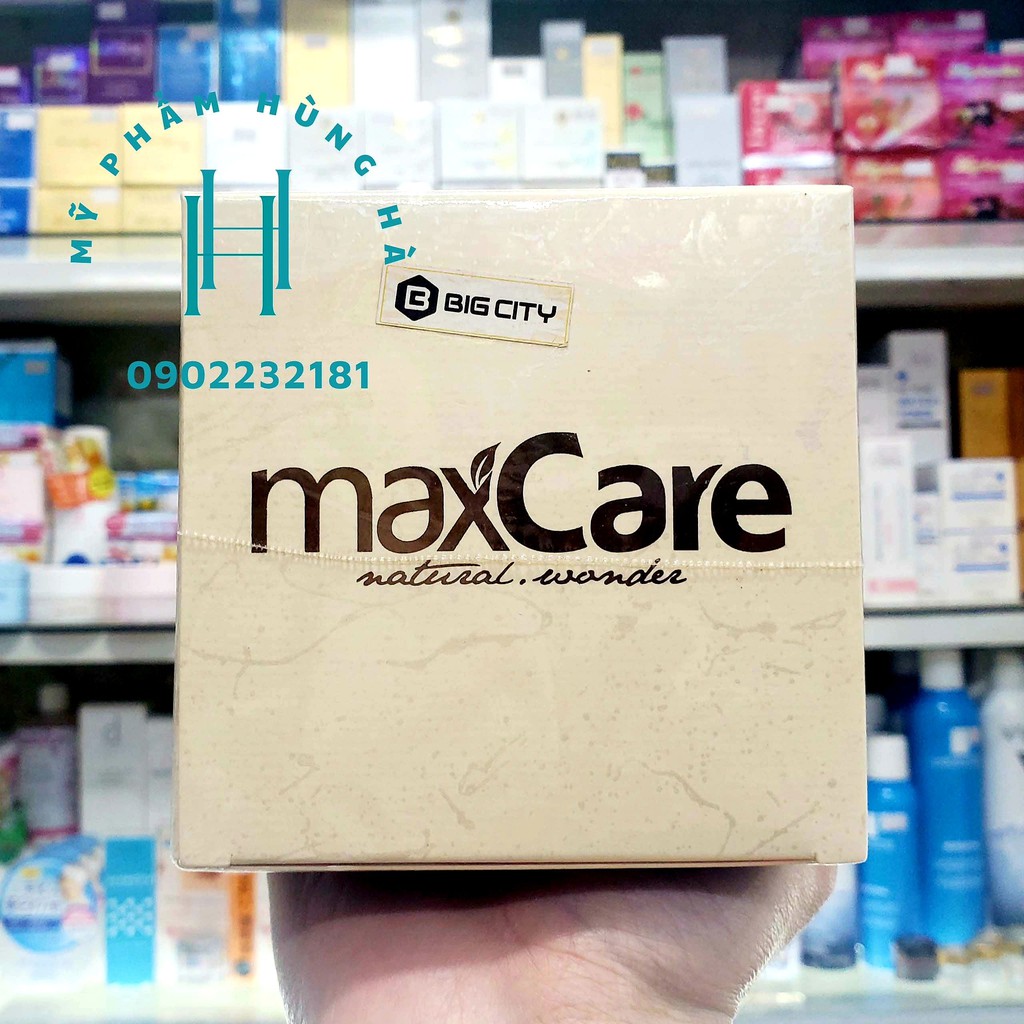 MỸ PHẨM HÙNG HÀ
H
0902232181
B BIG CITY
maxCare
natural.wonder